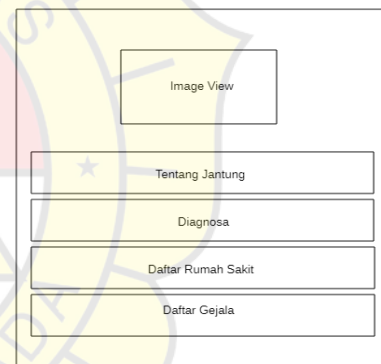 Image View
Tentang Jantung
Diagnosa
Daftar Rumah Sakit
Daftar Gejala